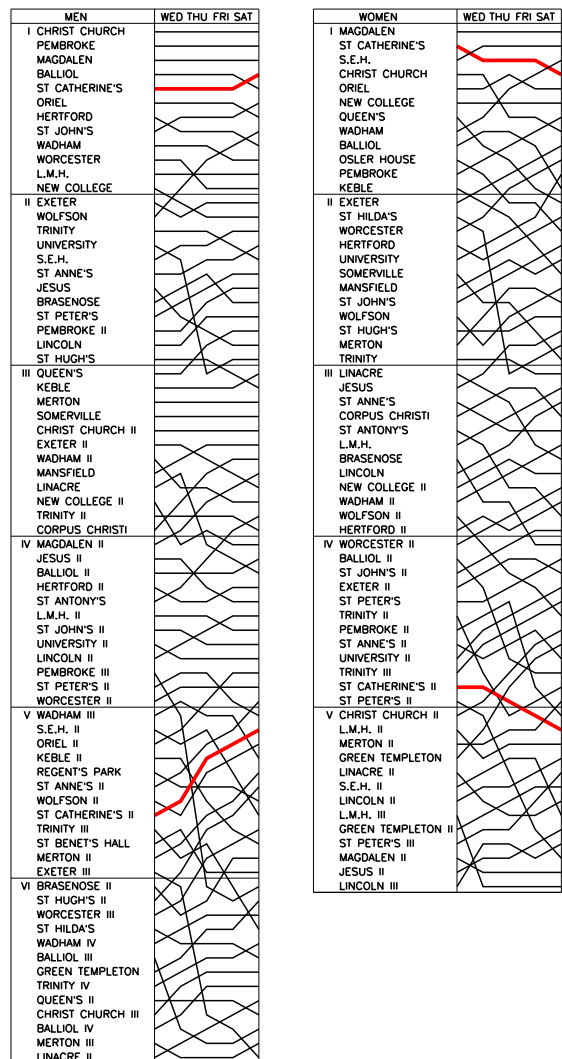 MEN WED THU FRI SAT
I CHRIST CHURCH
PEMBROKE
MAGDALEN
BALLIOL
ST CATHERINE'S
ORIEL
HERTFORD
ST JOHN'S
WADHAM
WORCESTER
L.M.H.
NEW COLLEGE
II EXETER
WOLFSON
TRINITY
UNIVERSITY
S.E.H.
ST ANNE'S
JESUS
BRASENOSE
ST PETER'S
PEMBROKE II
LINCOLN
ST HUGH'S
III QUEEN'S
KEBLE
MERTON
SOMERVILLE
CHRIST CHURCH II
EXETER II
WADHAM II
MANSFIELD
LINACRE
NEW COLLEGE II
TRINITY II
CORPUS CHRISTI
IV MAGDALEN II
JESUS II
BALLIOL II
HERTFORD II
ST ANTONY'S
L.M.H. II
ST JOHN'S II
UNIVERSITY II
LINCOLN II
PEMBROKE III
ST PETER'S II
WORCESTER II
V WADHAM III
S.E.H. II
ORIEL II
KEBLE II
REGENT'S PARK
ST ANNE'S II
WOLFSON II
ST CATHERINE'S II
TRINITY III
ST BENET'S HALL
MERTON II
EXETER III
VI BRASENOSE II
ST HUGH'S II
WORCESTER III
ST HILDA'S
WADHAM IV
BALLIOL III
GREEN TEMPLETON
TRINITY IV
QUEEN'S II
CHRIST CHURCH III
BALLIOL IV
MERTON III
LINACRE II
WOMEN WED THU FRI SAT
I MAGDALEN
ST CATHERINE'S
S.E.H.
CHRIST CHURCH
ORIEL
NEW COLLEGE
QUEEN'S
WADHAM
BALLIOL
OSLER HOUSE
PEMBROKE
KEBLE
II EXETER
ST HILDA'S
WORCESTER
HERTFORD
UNIVERSITY
SOMERVILLE
MANSFIELD
ST JOHN'S
WOLFSON
ST HUGH'S
MERTON
TRINITY
III LINACRE
JESUS
ST ANNE'S
CORPUS CHRISTI
ST ANTONY'S
L.M.H.
BRASENOSE
LINCOLN
NEW COLLEGE II
WADHAM II
WOLFSON II
HERTFORD II
IV WORCESTER II
BALLIOL II
ST JOHN'S II
EXETER II
ST PETER'S
TRINITY II
PEMBROKE II
ST ANNE'S II
UNIVERSITY II
TRINITY III
ST CATHERINE'S II
ST PETER'S II
V CHRIST CHURCH II
L.M.H. II
MERTON II
GREEN TEMPLETON
LINACRE II
S.E.H. II
LINCOLN II
L.M.H. III
GREEN TEMPLETON II
ST PETER'S III
MAGDALEN II
JESUS II
LINCOLN III